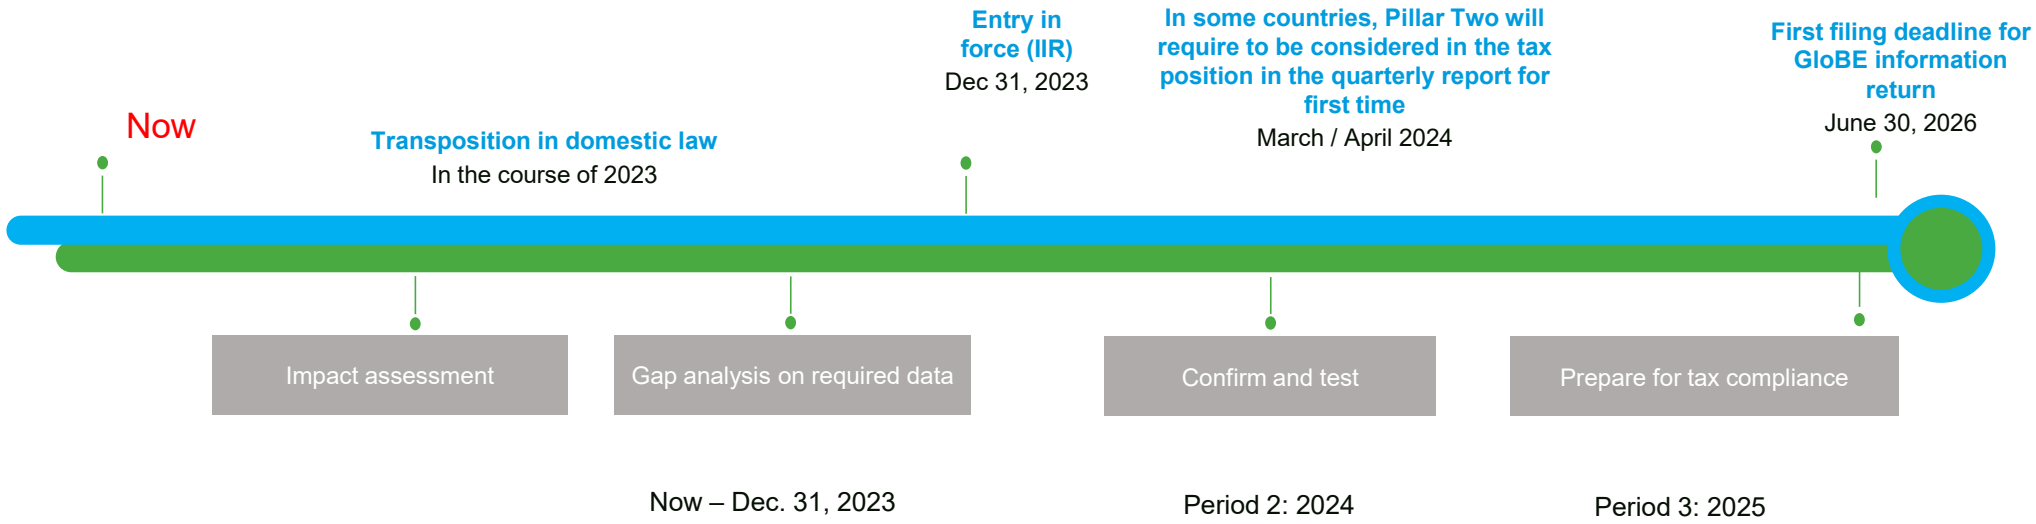 Now
Transposition in domestic law
In the course of 2023
Entry in
force (IIR)
Dec 31, 2023
In some countries, Pillar Two will
require to be considered in the tax
position in the quarterly report for
first time
March / April 2024
First filing deadline for
GloBE information
return
June 30, 2026
Impact assessment
Gap analysis on required data
Confirm and test
Prepare for tax compliance
Now – Dec. 31, 2023
Period 2: 2024
Period 3: 2025